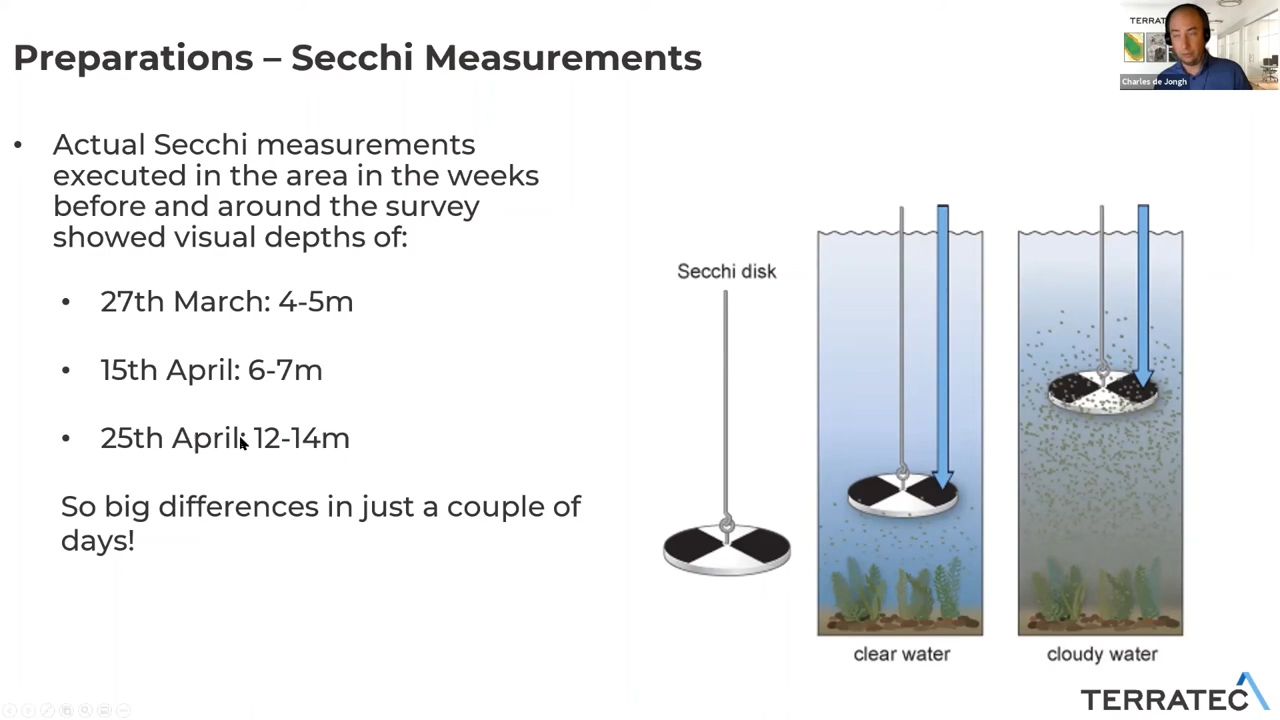 Preparations – Secchi Measurements
TERRATEC
Charles de Jongh
• Actual Secchi measurements
executed in the area in the weeks
before and around the survey
showed visual depths of:
• 27th March: 4-5m
• 15th April: 6-7m
• 25th April: 12-14m
So big differences in just a couple of
days!
Secchi disk
clear water
cloudy water
TERRATEC